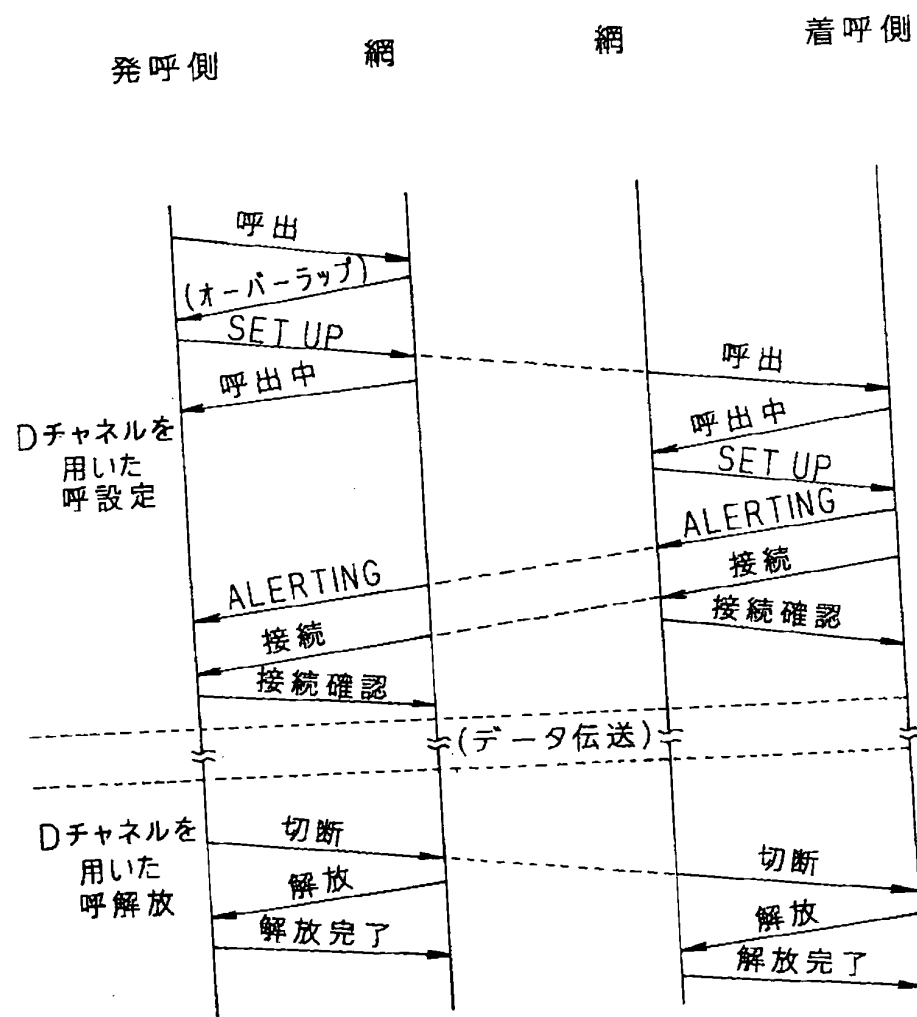 発呼側
網
網
着呼側
呼出
(オーバーラップ)
SET UP
呼出
呼出中
呼出中
Dチャネルを
用いた
呼設定
SET UP
ALERTING
接続
ALERTING
接続確認
接続
接続確認
(データ伝送)
Dチャネルを
用いた
呼解放
切断
切断
解放
解放
解放完了
解放完了